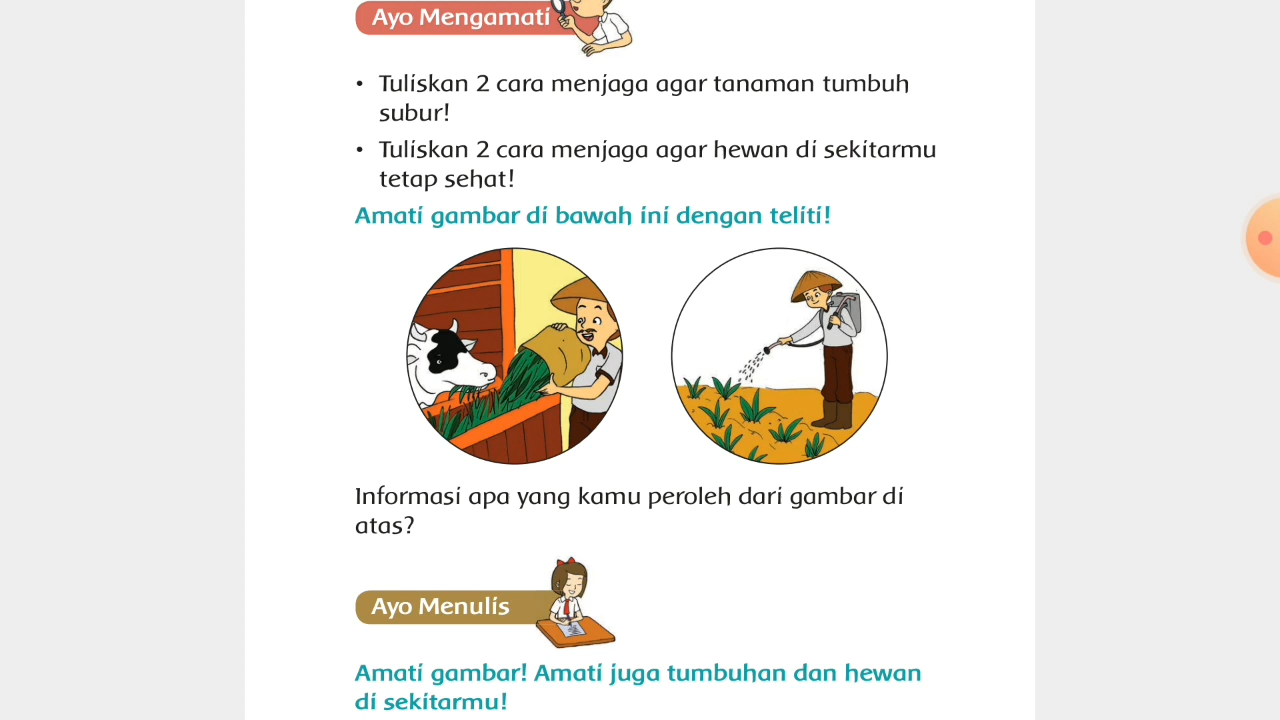 Ayo Mengamati
• Tuliskan 2 cara menjaga agar tanaman tumbuh
subur!
• Tuliskan 2 cara menjaga agar hewan di sekitarmu
tetap sehat!
Amati gambar di bawah ini dengan teliti!
Informasi apa yang kamu peroleh dari gambar di
atas?
Ayo Menulis
Amati gambar! Amati juga tumbuhan dan hewan
di sekitarmu!